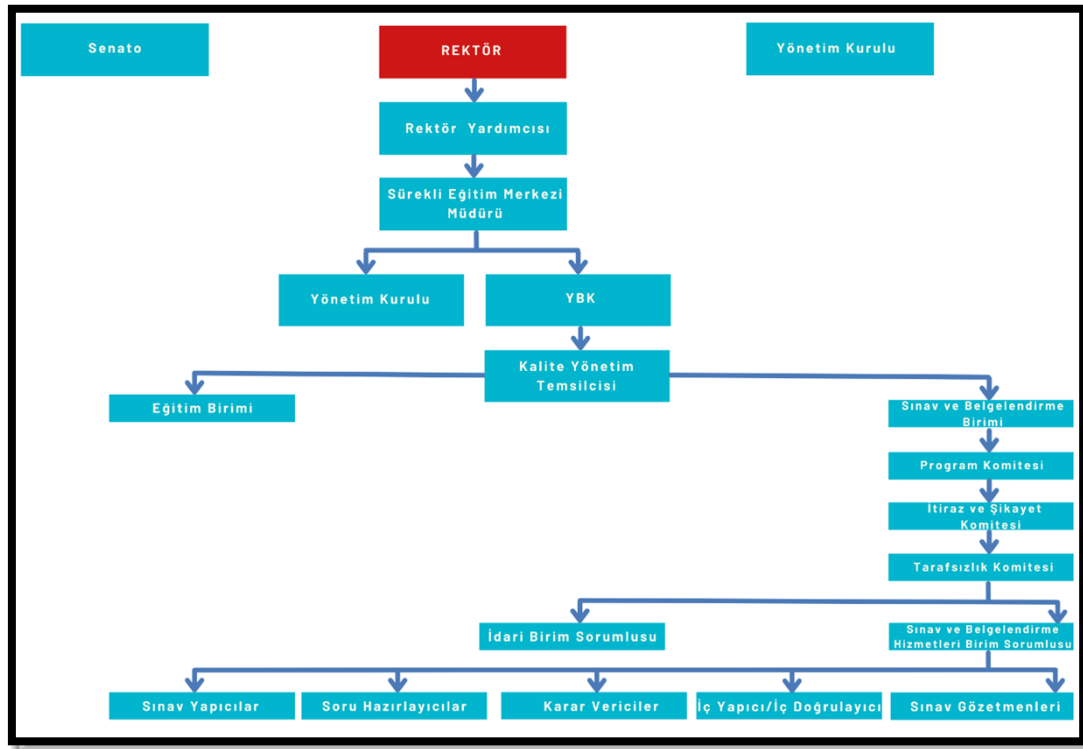 Senato
REKTÖR
Yönetim Kurulu
Rektör Yardımcısı
Sürekli Eğitim Merkezi
Müdürü
Yönetim Kurulu
YBK
Kalite Yönetim
Temsilcisi
Eğitim Birimi
Sınav ve Belgelendirme
Birimi
Program Komitesi
İtiraz ve Şikayet
Komitesi
Tarafsızlık Komitesi
İdari Birim Sorumlusu
Sınav ve Belgelendirme
Hizmetleri Birim Sorumlusu
Sınav Yapıcılar
Soru Hazırlayıcılar
Karar Vericiler
İç Yapıcı/İç Doğrulayıcı
Sınav Gözetmenleri